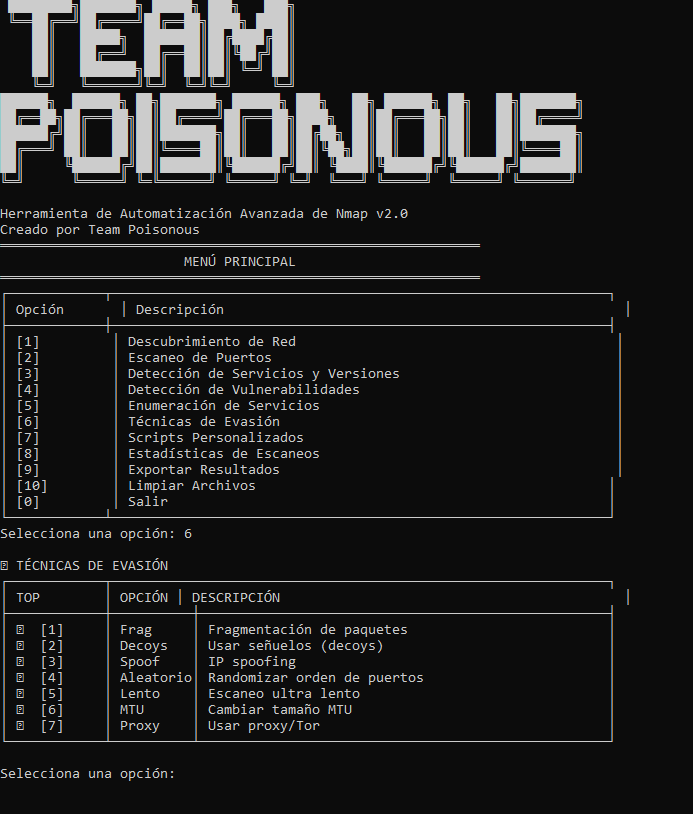 TEAM
POISONOUS
Herramienta de Automatización Avanzada de Nmap v2.0
Creado por Team Poisonous
MENÚ PRINCIPAL
Opción Descripción
[1] Descubrimiento de Red
[2] Escaneo de Puertos
[3] Detección de Servicios y Versiones
[4] Detección de Vulnerabilidades
[5] Enumeración de Servicios
[6] Técnicas de Evasión
[7] Scripts Personalizados
[8] Estadísticas de Escaneos
[9] Exportar Resultados
[10] Limpiar Archivos
[0] Salir
Selecciona una opción: 6
TÉCNICAS DE EVASIÓN
TOP OPCIÓN DESCRIPCIÓN
[1] Frag Fragmentación de paquetes
[2] Decoys Usar señuelos (decoys)
[3] Spoof IP spoofing
[4] Aleatorio Randomizar orden de puertos
[5] Lento Escaneo ultra lento
[6] MTU Cambiar tamaño MTU
[7] Proxy Usar proxy/Tor
Selecciona una opción: